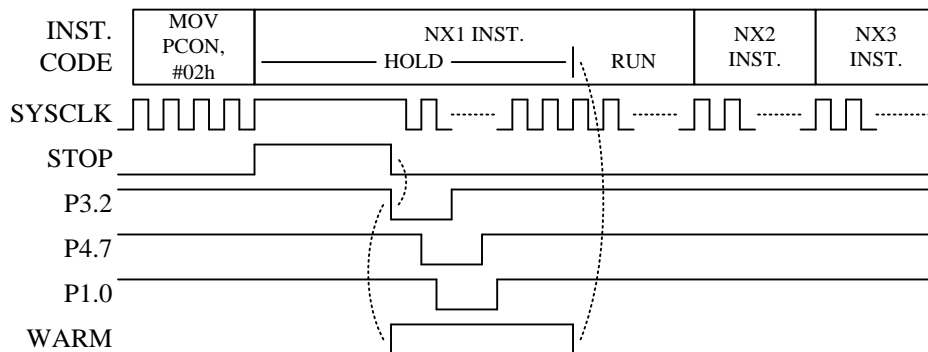 INST.
CODE
MOV
PCON,
#02h
NX1 INST.
HOLD
RUN
NX2
INST.
NX3
INST.
SYSCLK
STOP
P3.2
P4.7
P1.0
WARM